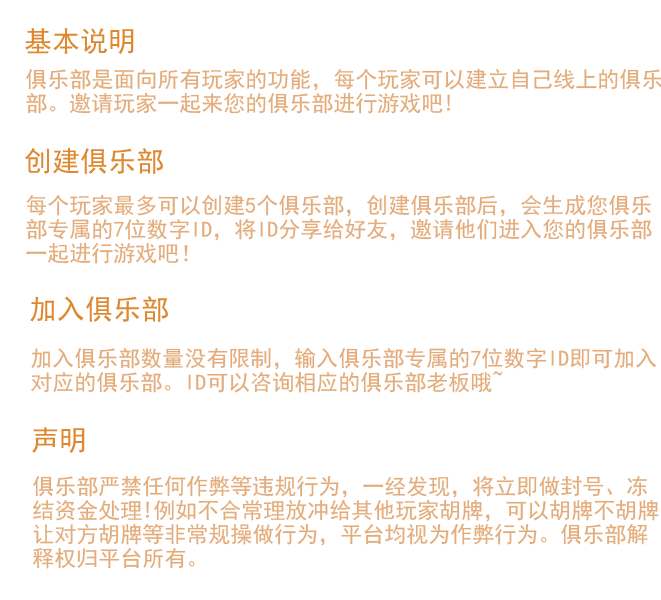 基本说明
俱乐部是面向所有玩家的功能，每个玩家可以建立自己线上的俱乐
部。邀请玩家一起来您的俱乐部进行游戏吧！
创建俱乐部
每个玩家最多可以创建5个俱乐部，创建俱乐部后，会生成您俱乐
部专属的7位数字ID，将ID分享给好友，邀请他们进入您的俱乐部
一起进行游戏吧！
加入俱乐部
加入俱乐部数量没有限制，输入俱乐部专属的7位数字ID即可加入
对应的俱乐部。ID可以咨询相应的俱乐部老板哦~
声明
俱乐部严禁任何作弊等违规行为，一经发现，将立即做封号、冻
结资金处理！例如不合常理放冲给其他玩家胡牌，可以胡牌不胡牌
让对方胡牌等非常规操做行为，平台均视为作弊行为。俱乐部解
释权归平台所有。